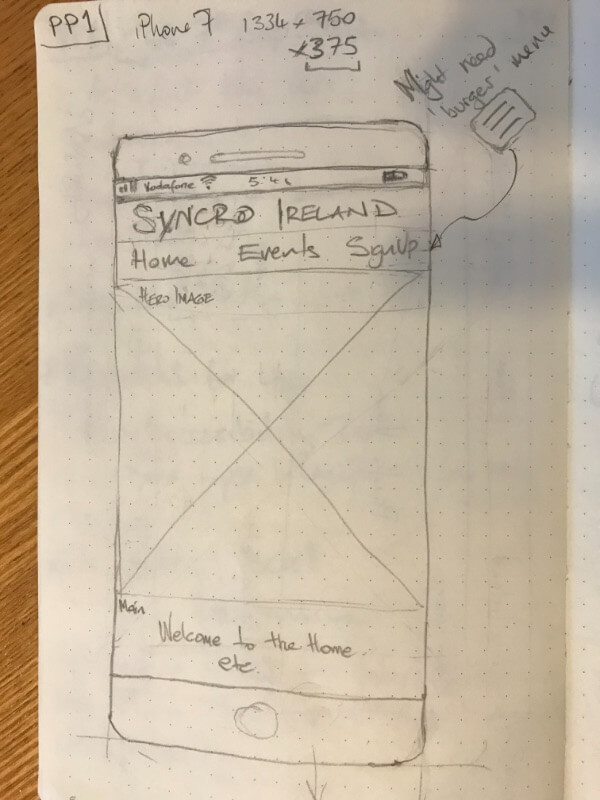 PP1 iPhone 7 1334 x 750
x 375
Might need
'burger' menu
Vodafone 5:41
SYNCRO IRELAND
Home Events SignUp
HERO IMAGE
Main
Welcome to the Home
etc.